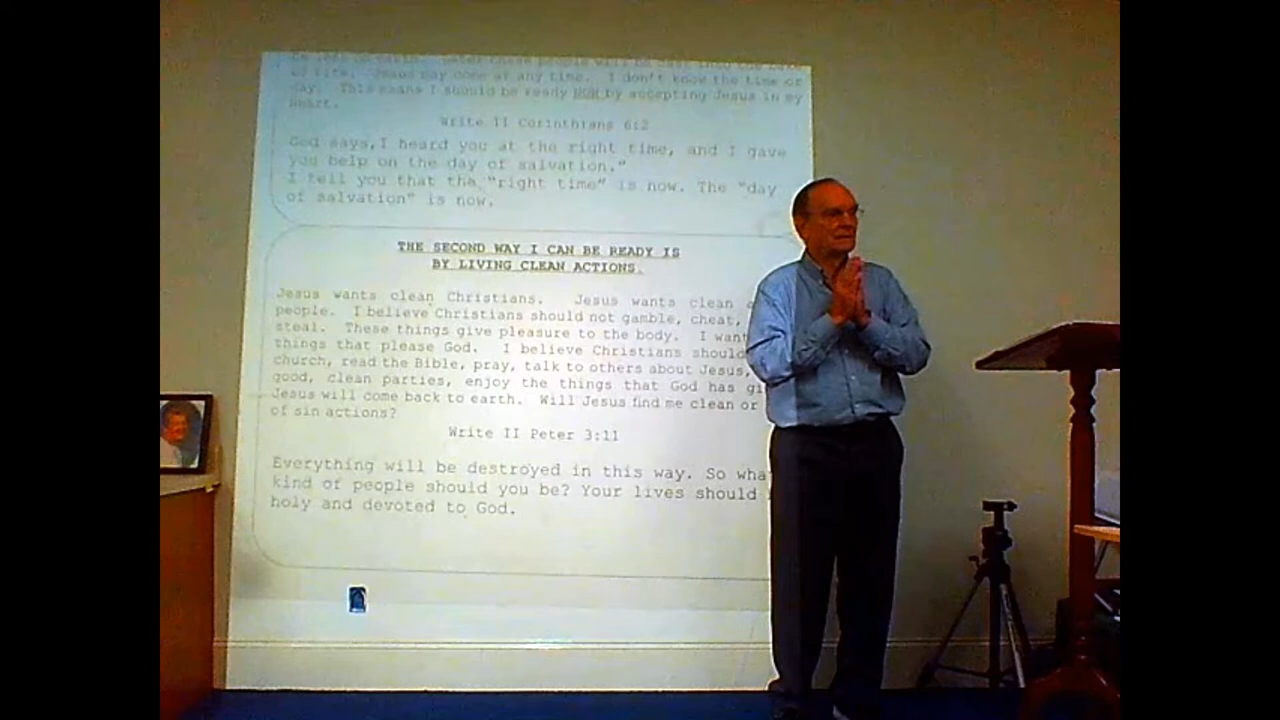 of life. Jesus may come at any time. I don't know the time or
day. This means I should be ready NOW by accepting Jesus in my
heart.
Write II Corinthians 6:2
God says, I heard you at the right time, and I gave
you help on the day of salvation."
I tell you that the "right time" is now. The "day
of salvation" is now.
THE SECOND WAY I CAN BE READY IS
BY LIVING CLEAN ACTIONS.
Jesus wants clean Christians. Jesus wants clean
people. I believe Christians should not gamble, cheat,
steal. These things give pleasure to the body. I want
things that please God. I believe Christians should
church, read the Bible, pray, talk to others about Jesus,
good, clean parties, enjoy the things that God has gi
Jesus will come back to earth. Will Jesus find me clean or
of sin actions?
Write II Peter 3:11
Everything will be destroyed in this way. So wha
kind of people should you be? Your lives should
holy and devoted to God.